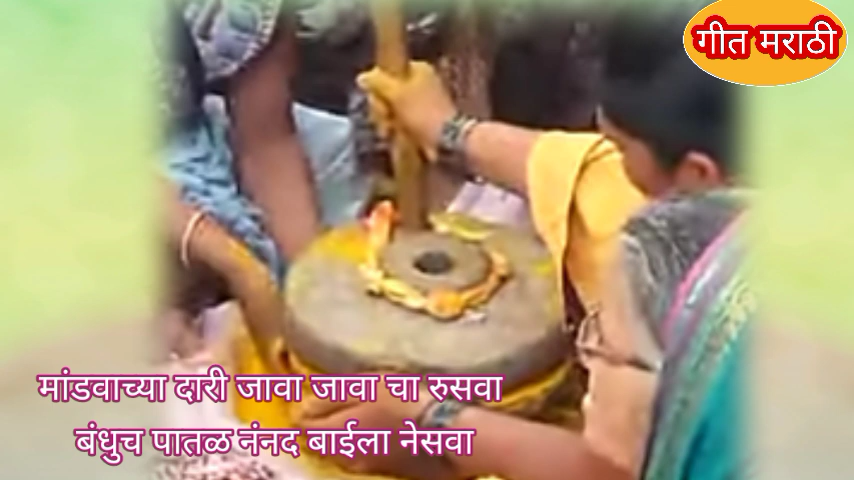 गीत मराठी
मांडवाच्या दारी जावा जावा चा रुसवा
बंधुच पातळ नंनद बाईला नेसवा